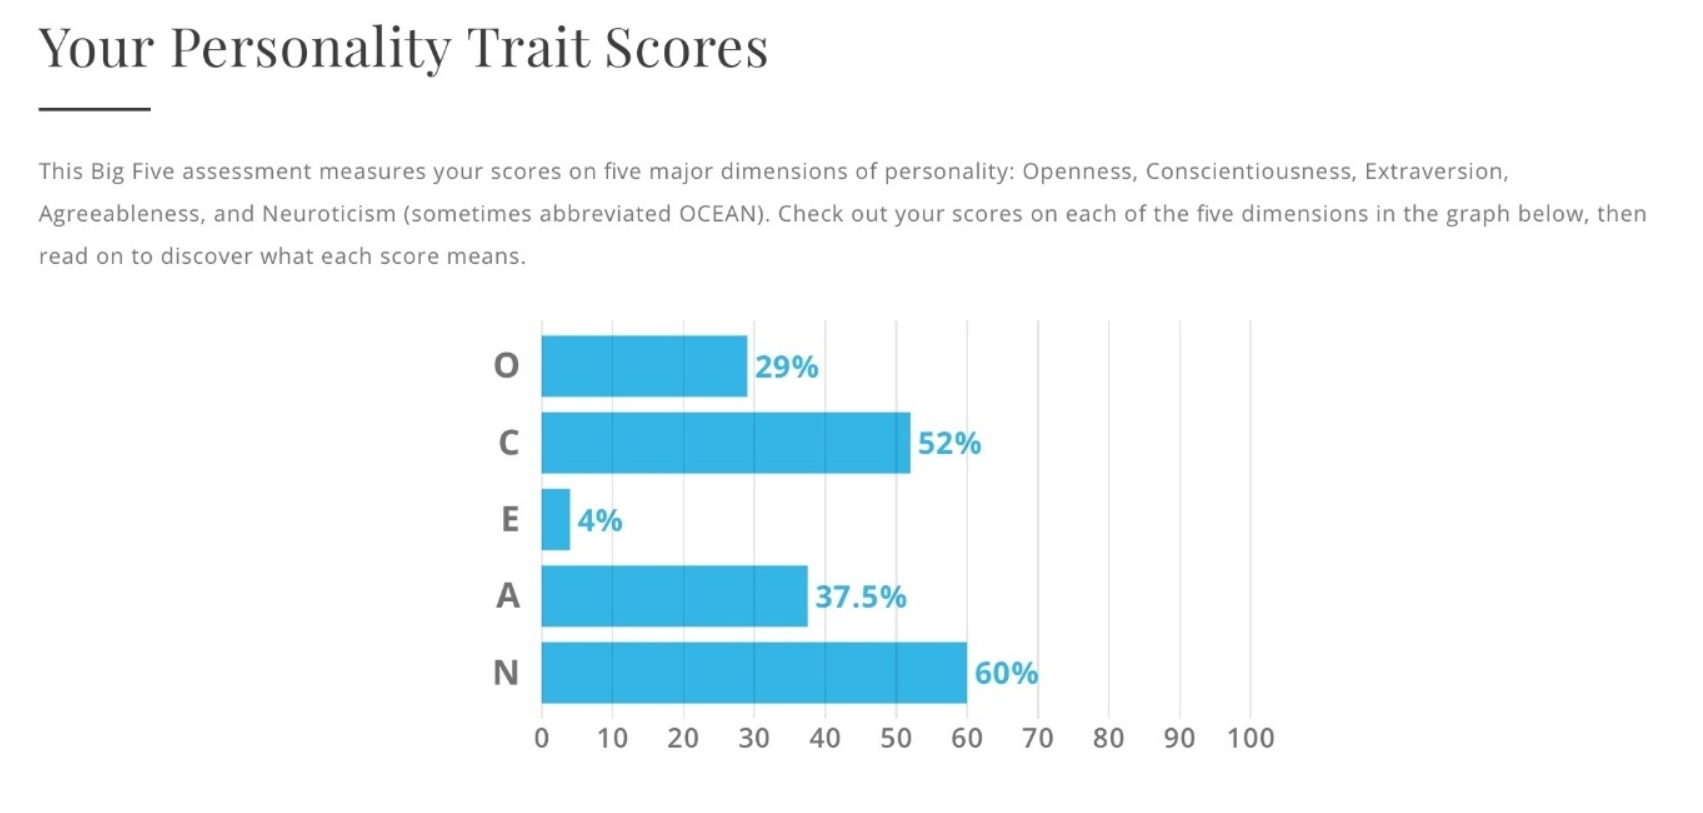 Your Personality Trait Scores
This Big Five assessment measures your scores on five major dimensions of personality: Openness, Conscientiousness, Extraversion,
Agreeableness, and Neuroticism (sometimes abbreviated OCEAN). Check out your scores on each of the five dimensions in the graph below, then
read on to discover what each score means.
O 29%
C 52%
E 4%
A 37.5%
N 60%
0 10 20 30 40 50 60 70 80 90 100